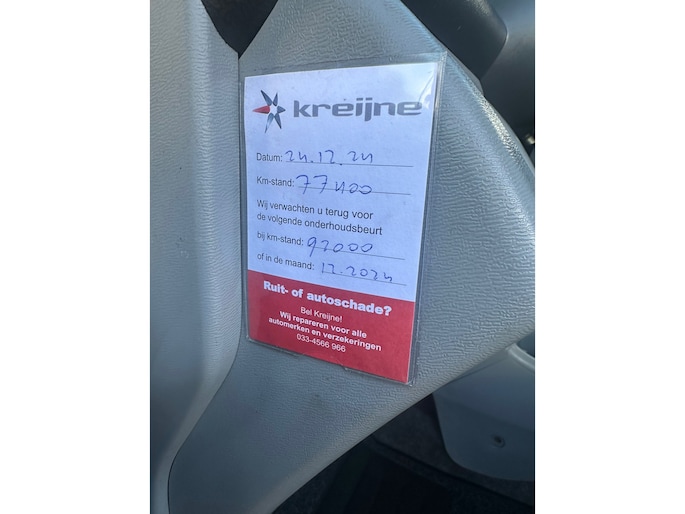 kreijne
Datum: 24.12.24
Km-stand: 77400
Wij verwachten u terug voor
de volgende onderhoudsbeurt
bij km-stand: 92000
of in de maand: 12.2024
Ruit- of autoschade?
Bel Kreijne!
Wij repareren voor alle
automerken en verzekeringen
033-4566 966